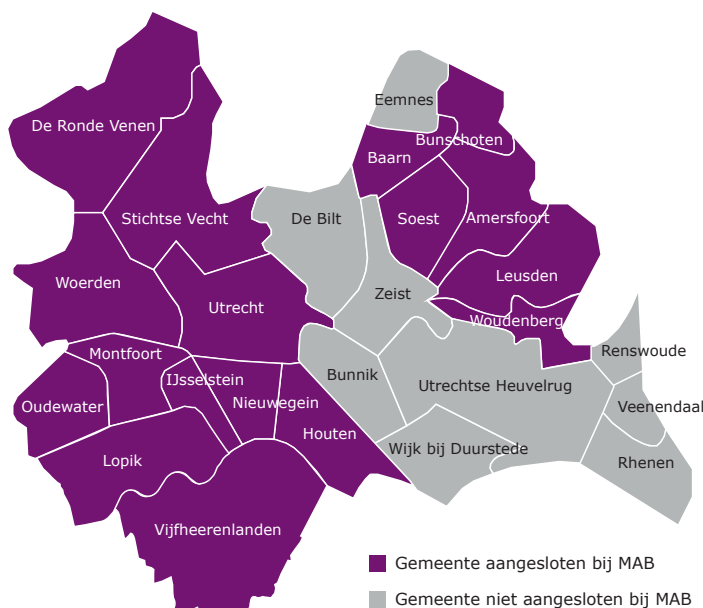 Eemnes
De Ronde Venen
Bunschoten
Baarn
Stichtse Vecht
De Bilt
Soest
Amersfoort
Woerden
Leusden
Zeist
Utrecht
Woudenberg
Montfoort
Renswoude
Bunnik
IJsselstein
Utrechtse Heuvelrug
Oudewater
Nieuwegein
Veenendaal
Houten
Wijk bij Duurstede
Lopik
Rhenen
Vijfheerenlanden
Gemeente aangesloten bij MAB
Gemeente niet aangesloten bij MAB